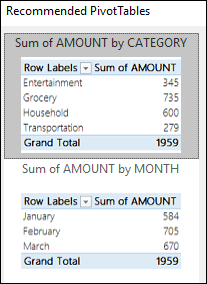 Recommended PivotTables
Sum of AMOUNT by CATEGORY
Row Labels Sum of AMOUNT
Entertainment 345
Grocery 735
Household 600
Transportation 279
Grand Total 1959
Sum of AMOUNT by MONTH
Row Labels Sum of AMOUNT
January 584
February 705
March 670
Grand Total 1959